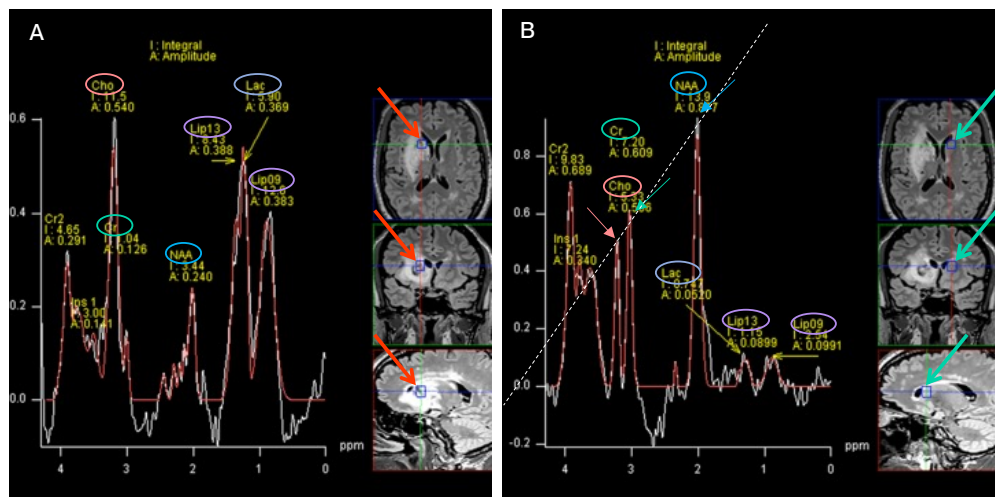 A
I : Integral
A: Amplitude
Cho
I : 11.5
A: 0.540
Lac
I : 5.90
A: 0.369
Lip13
I : 8.43
A: 0.388
Lip09
A: 0.383
Cr2
I : 4.65
A: 0.291
Cr
A: 0.126
NAA
I : 3.44
A: 0.240
Ins 1
I : 3.00
A: 0.141
0.6
0.4
0.2
0.0
4
3
2
1
0
ppm
B
I : Integral
A: Amplitude
NAA
I : 13.9
Cr
I : 7.20
A: 0.609
Cr2
I : 9.83
A: 0.689
Cho
I : 5.33
Ins 1
A: 0.340
Lac
A: 0.0520
Lip13
I : 1.15
A: 0.0899
Lip09
A: 0.0991
0.8
0.6
0.4
0.2
0.0
-0.2
4
3
2
1
0
ppm